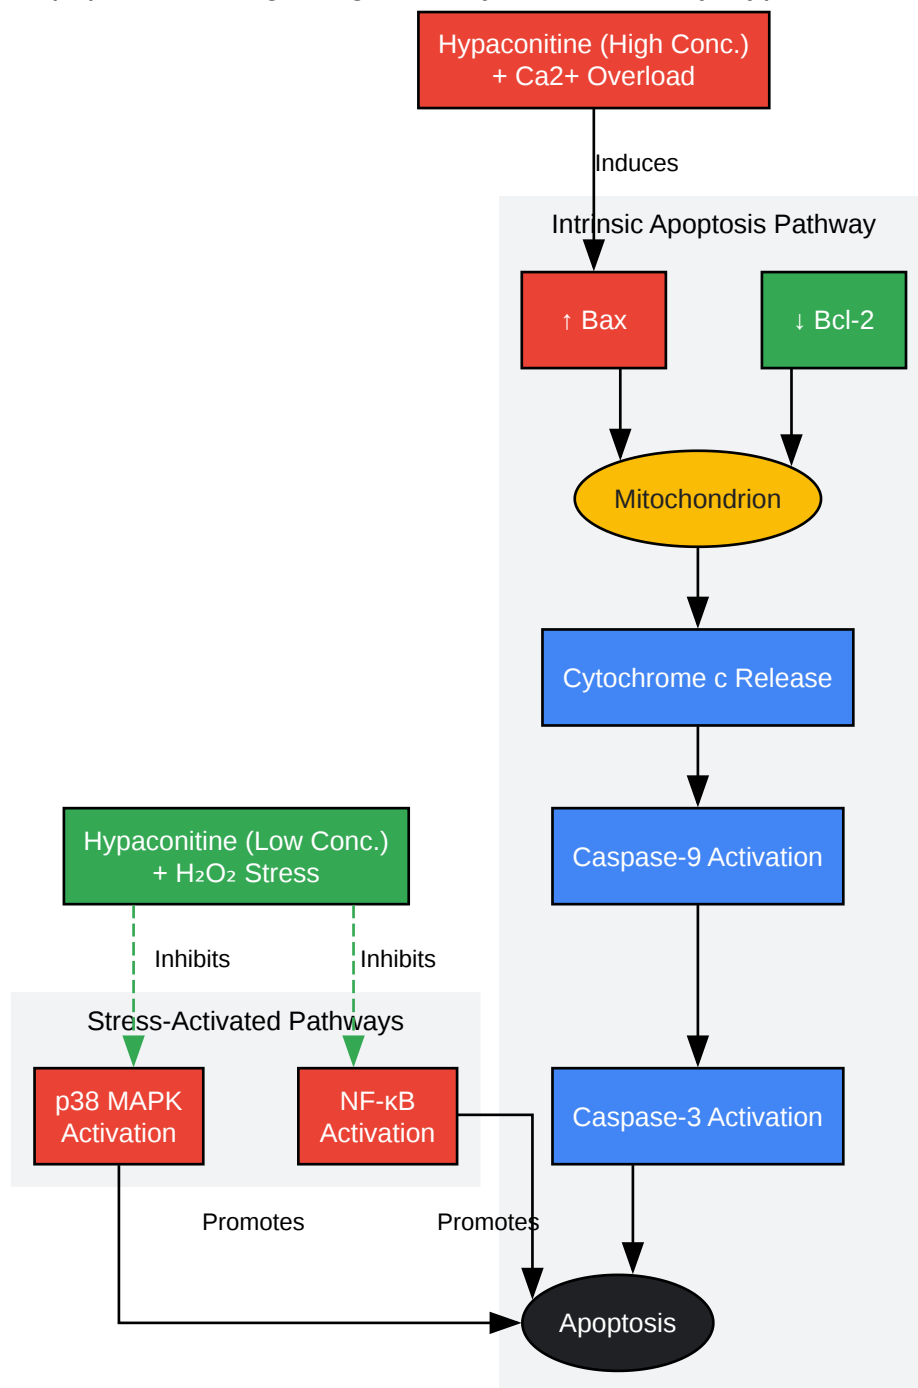 Hypaconitine (High Conc.)
+ Ca2+ Overload
Induces
Intrinsic Apoptosis Pathway
↑ Bax
↓ Bcl-2
Mitochondrion
Cytochrome c Release
Hypaconitine (Low Conc.)
+ H₂O₂ Stress
Caspase-9 Activation
Inhibits
Inhibits
Stress-Activated Pathways
p38 MAPK
Activation
NF-κB
Activation
Caspase-3 Activation
Promotes
Promotes
Apoptosis